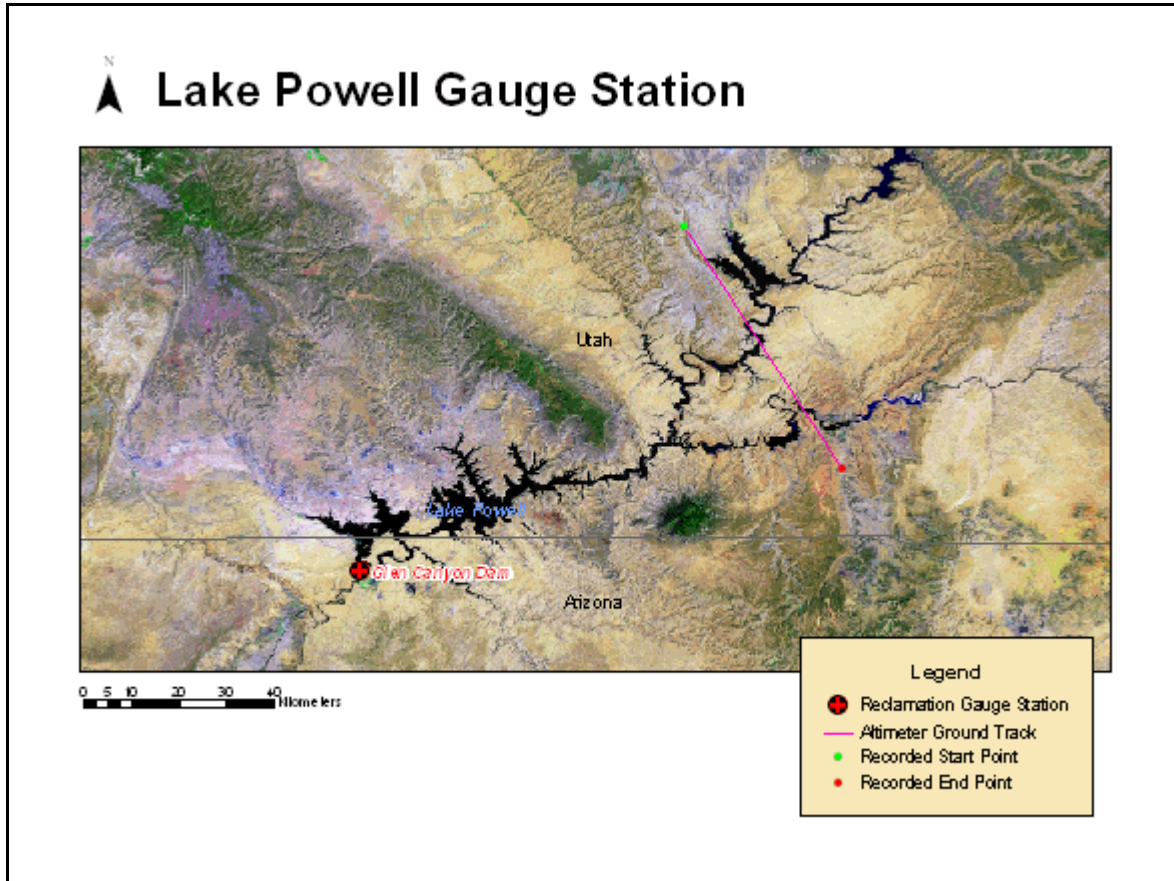 N
Lake Powell Gauge Station
Utah
Lake Powell
Glen Canyon Dam
Arizona
0 5 10 20 30 40
Kilometers
Legend
Reclamation Gauge Station
Altimeter Ground Track
Recorded Start Point
Recorded End Point